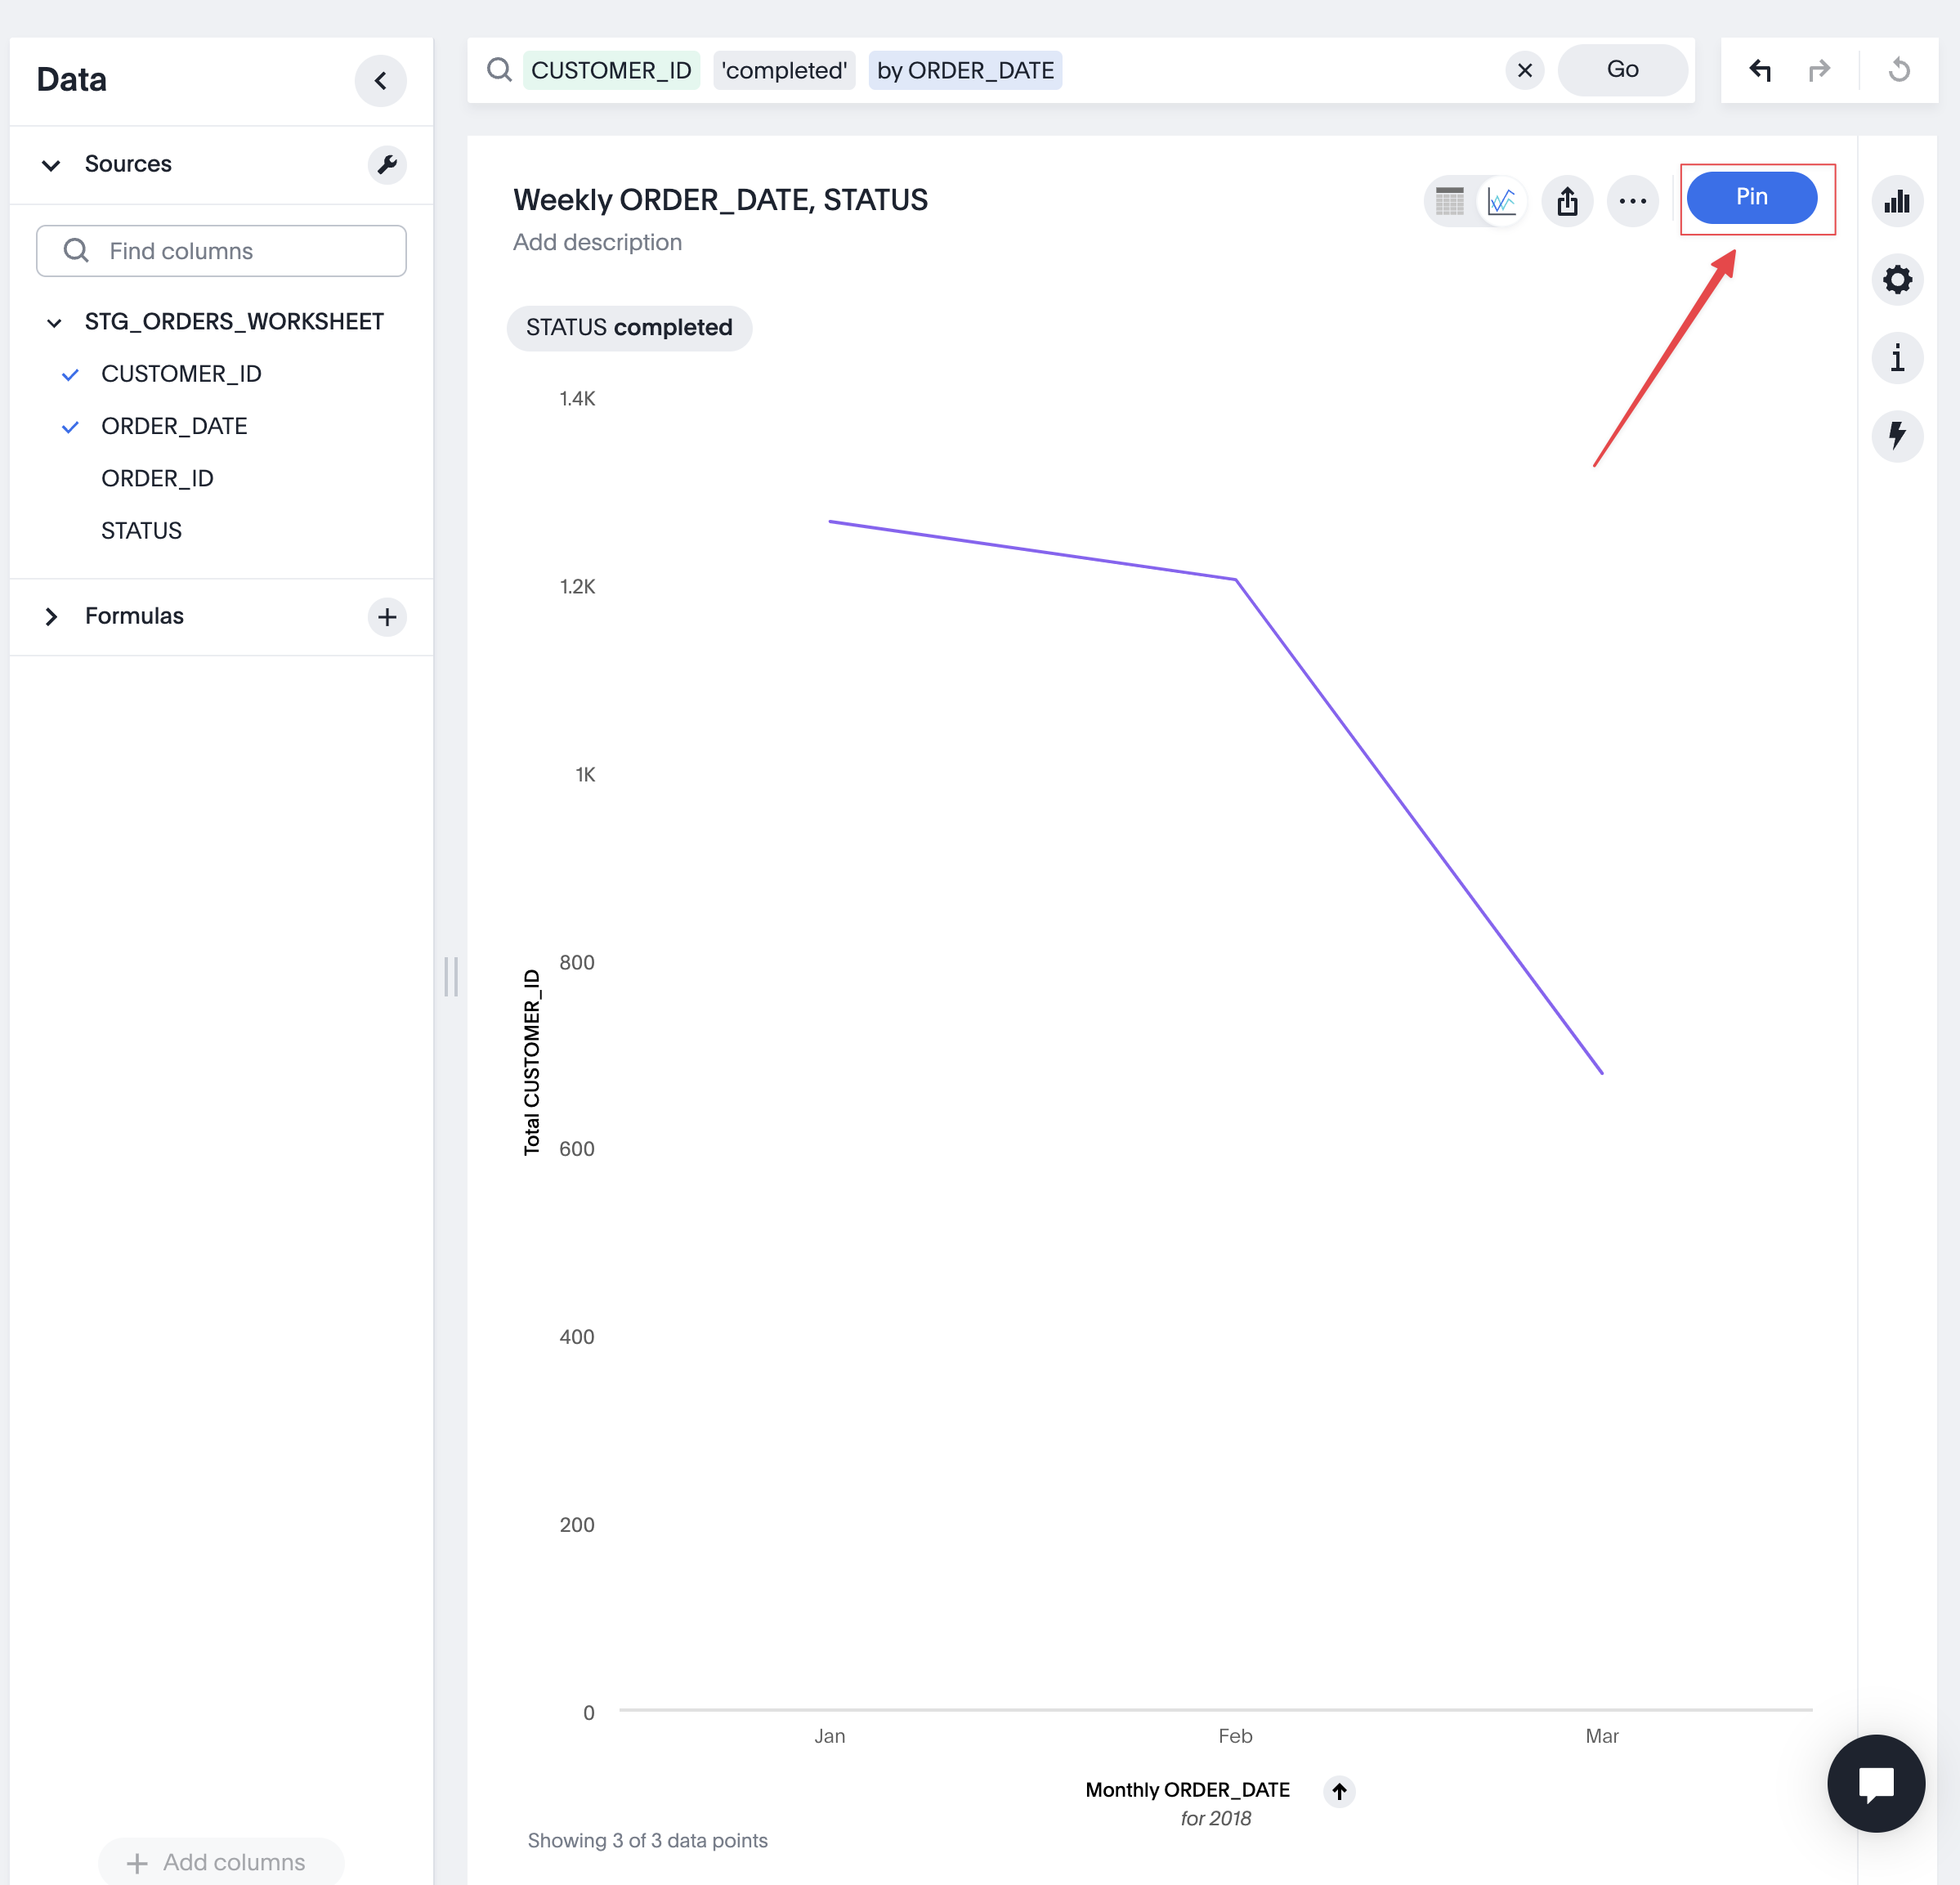 Data
Sources
Find columns
STG_ORDERS_WORKSHEET
CUSTOMER_ID
ORDER_DATE
ORDER_ID
STATUS
Formulas
Add columns
CUSTOMER_ID 'completed' by ORDER_DATE
Go
Weekly ORDER_DATE, STATUS
Add description
Pin
STATUS completed
1.4K
1.2K
1K
800
600
400
200
0
Total CUSTOMER_ID
Jan Feb Mar
Monthly ORDER_DATE
for 2018
Showing 3 of 3 data points